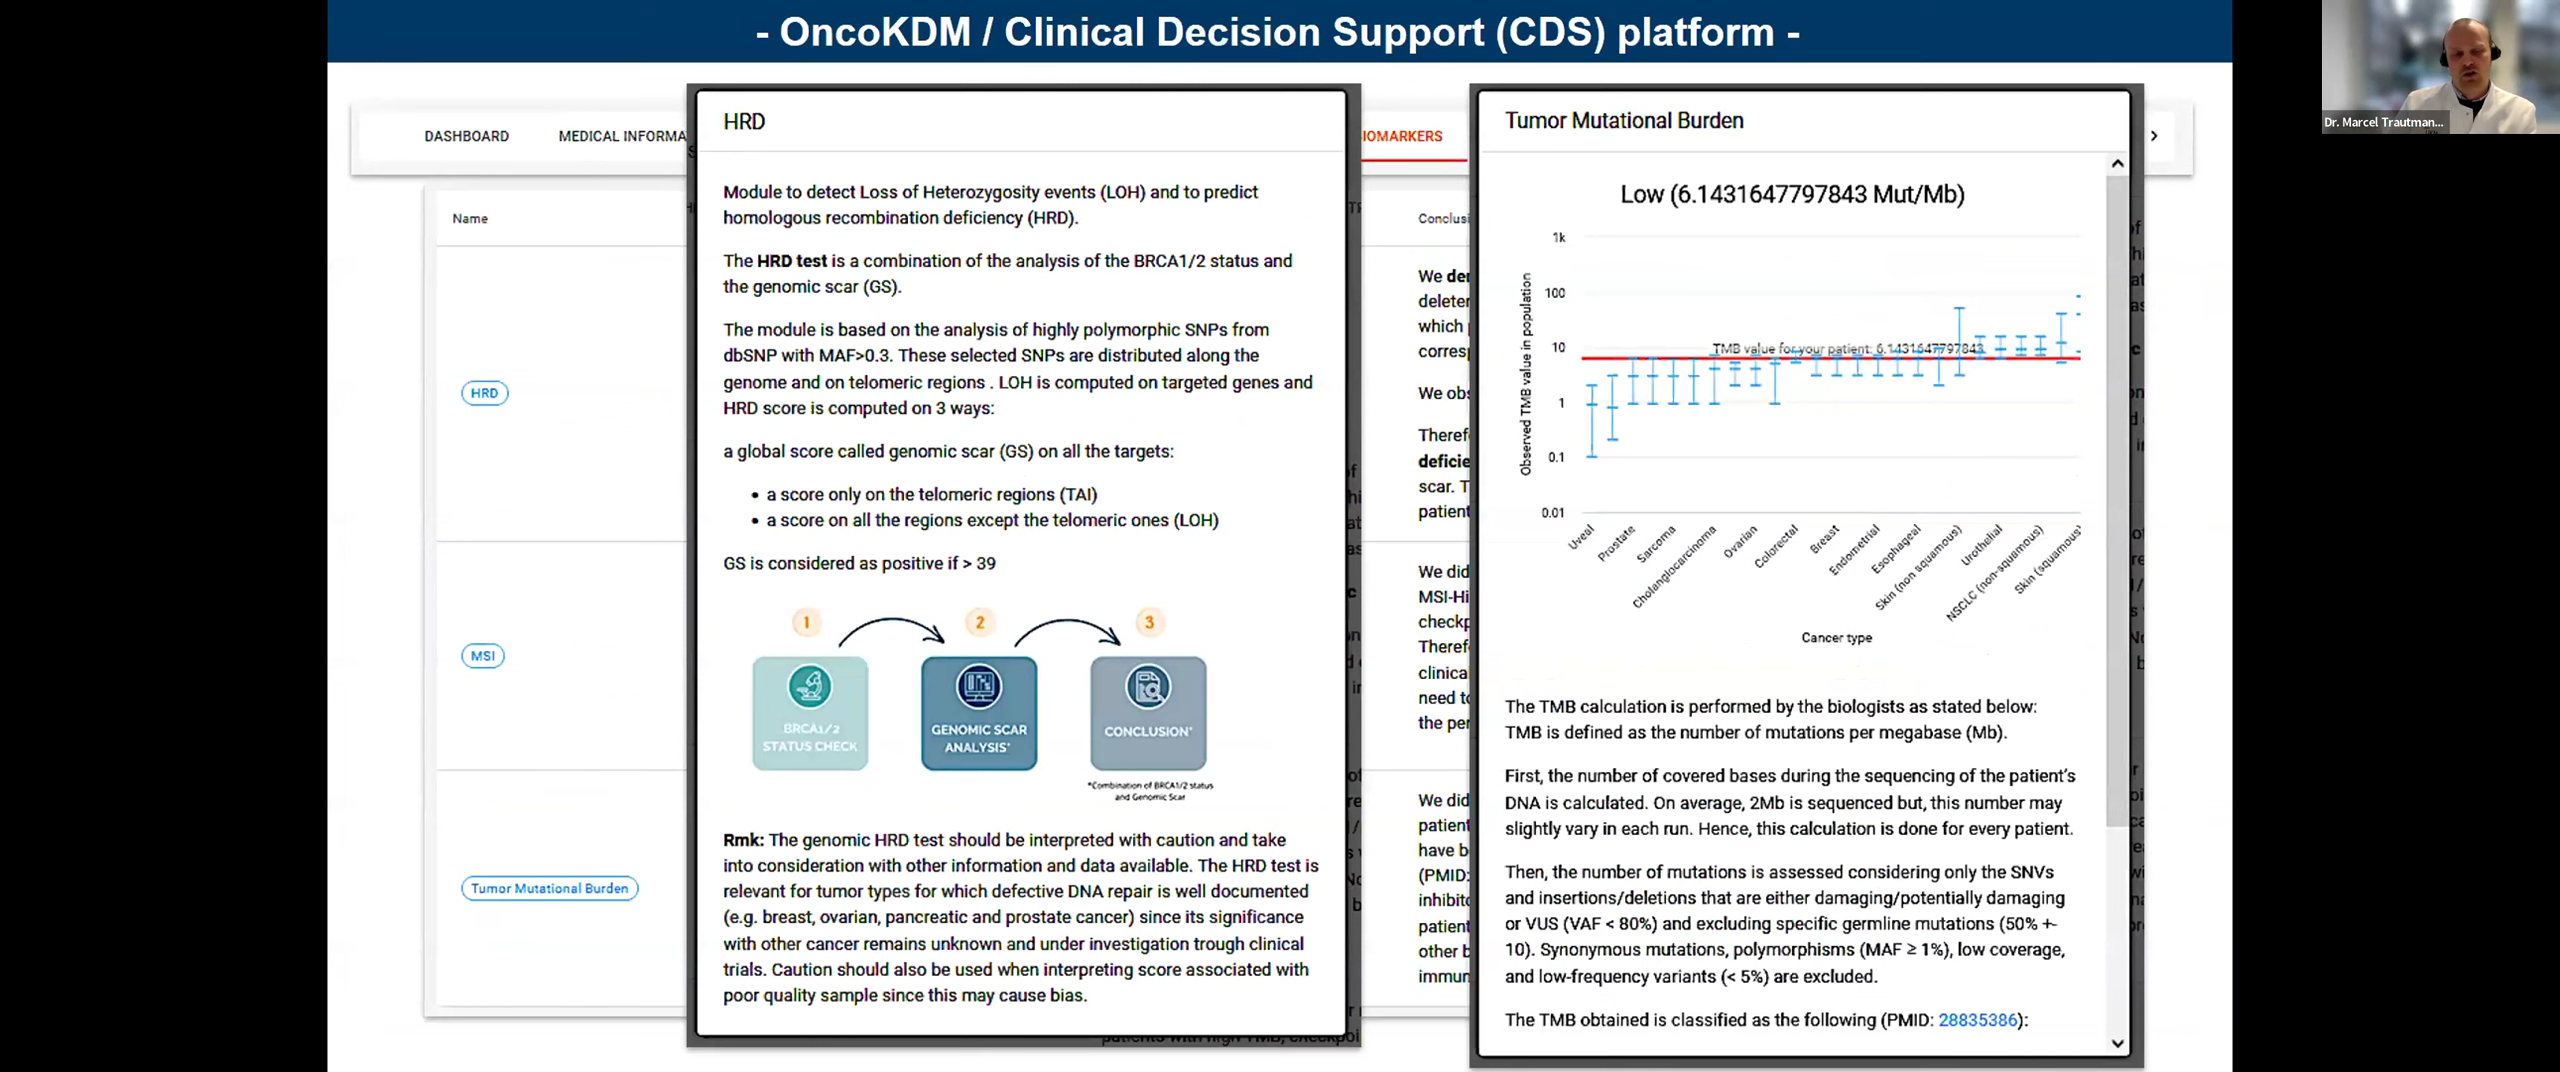 - OncoKDM / Clinical Decision Support (CDS) platform -
Dr. Marcel Trautman...
DASHBOARD
MEDICAL INFORMA
BIOMARKERS
Name
HRD
MSI
Tumor Mutational Burden
HRD
Module to detect Loss of Heterozygosity events (LOH) and to predict
homologous recombination deficiency (HRD).
The HRD test is a combination of the analysis of the BRCA1/2 status and
the genomic scar (GS).
The module is based on the analysis of highly polymorphic SNPs from
dbSNP with MAF>0.3. These selected SNPs are distributed along the
genome and on telomeric regions . LOH is computed on targeted genes and
HRD score is computed on 3 ways:
a global score called genomic scar (GS) on all the targets:
• a score only on the telomeric regions (TAI)
• a score on all the regions except the telomeric ones (LOH)
GS is considered as positive if > 39
1
2
3
BRCA1/2
STATUS CHECK
GENOMIC SCAR
ANALYSIS*
CONCLUSION*
*Combination of BRCA1/2 status
and Genomic Scar
Rmk: The genomic HRD test should be interpreted with caution and take
into consideration with other information and data available. The HRD test is
relevant for tumor types for which defective DNA repair is well documented
(e.g. breast, ovarian, pancreatic and prostate cancer) since its significance
with other cancer remains unknown and under investigation trough clinical
trials. Caution should also be used when interpreting score associated with
poor quality sample since this may cause bias.
Conclusi
We der
deleter
which
corresp
We obs
Theref
deficie
scar. T
patient
We did
MSI-Hi
checkp
Theref
clinica
need to
the per
We did
patient
have b
(PMID:
inhibito
patient
other b
immun
Tumor Mutational Burden
Low (6.1431647797843 Mut/Mb)
1k
100
10
1
0.1
0.01
Observed TMB value in population
TMB value for your patient: 6.1431647797843
Uveal
Prostate
Sarcoma
Cholangiocarcinoma
Ovarian
Colorectal
Breast
Endometrial
Esophageal
Skin (non squamous)
Urothelial
NSCLC (non-squamous)
Skin (squamous)
Cancer type
The TMB calculation is performed by the biologists as stated below:
TMB is defined as the number of mutations per megabase (Mb).
First, the number of covered bases during the sequencing of the patient's
DNA is calculated. On average, 2Mb is sequenced but, this number may
slightly vary in each run. Hence, this calculation is done for every patient.
Then, the number of mutations is assessed considering only the SNVs
and insertions/deletions that are either damaging/potentially damaging
or VUS (VAF < 80%) and excluding specific germline mutations (50% +-
10). Synonymous mutations, polymorphisms (MAF ≥ 1%), low coverage,
and low-frequency variants (< 5%) are excluded.
The TMB obtained is classified as the following (PMID: 28835386):